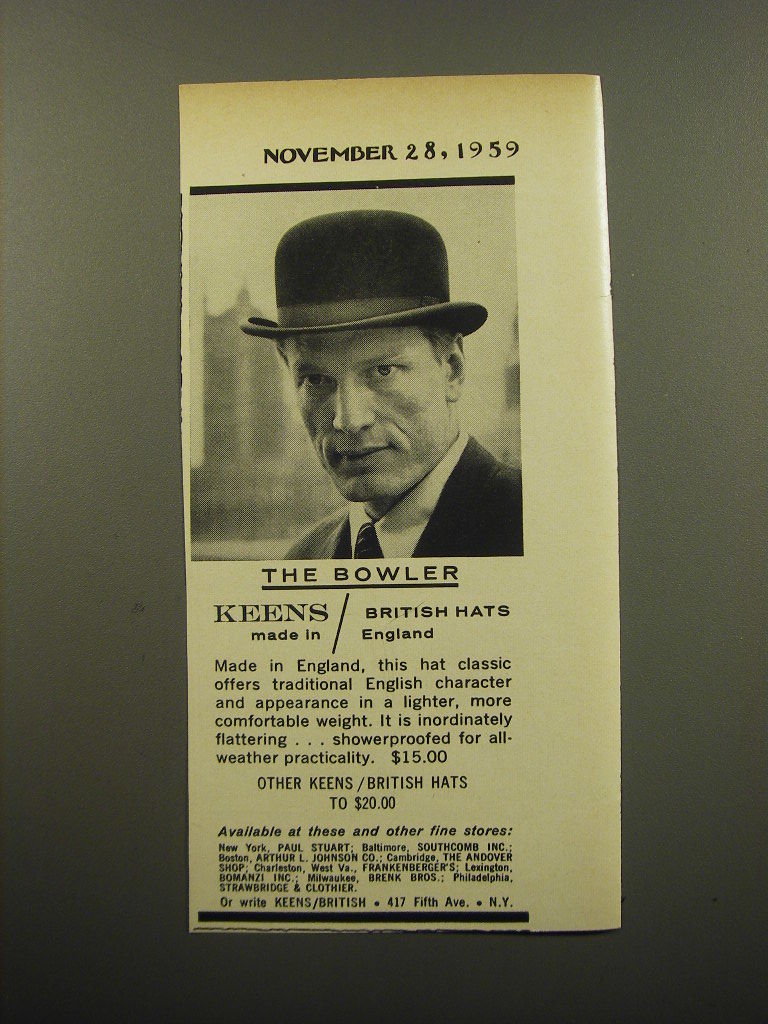 NOVEMBER 28, 1959
THE BOWLER
KEENS / BRITISH HATS
made in England
Made in England, this hat classic
offers traditional English character
and appearance in a lighter, more
comfortable weight. It is inordinately
flattering . . . showerproofed for all-
weather practicality. $15.00
OTHER KEENS / BRITISH HATS
TO $20.00
Available at these and other fine stores:
New York, PAUL STUART; Baltimore, SOUTHCOMB INC.;
Boston, ARTHUR L. JOHNSON CO.; Cambridge, THE ANDOVER
SHOP; Charleston, West Va., FRANKENBERGER'S; Lexington,
BOMANZI INC.; Milwaukee, BRENK BROS.; Philadelphia,
STRAWBRIDGE & CLOTHIER.
Or write KEENS/BRITISH • 417 Fifth Ave. • N.Y.